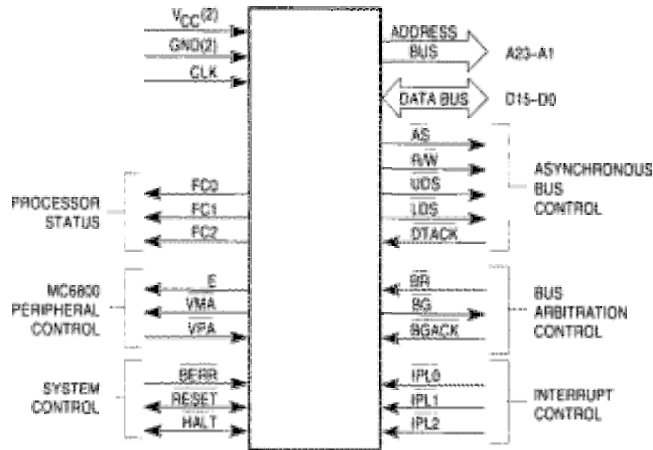 VCC(2)
GND(2)
CLK
ADDRESS
BUS
A23-A1
DATA BUS
D15-D0
PROCESSOR
STATUS
FC0
FC1
FC2
AS
R/W
UDS
LDS
DTACK
ASYNCHRONOUS
BUS
CONTROL
MC6800
PERIPHERAL
CONTROL
E
VMA
VPA
BR
BG
BGACK
BUS
ARBITRATION
CONTROL
SYSTEM
CONTROL
BERR
RESET
HALT
IPL0
IPL1
IPL2
INTERRUPT
CONTROL